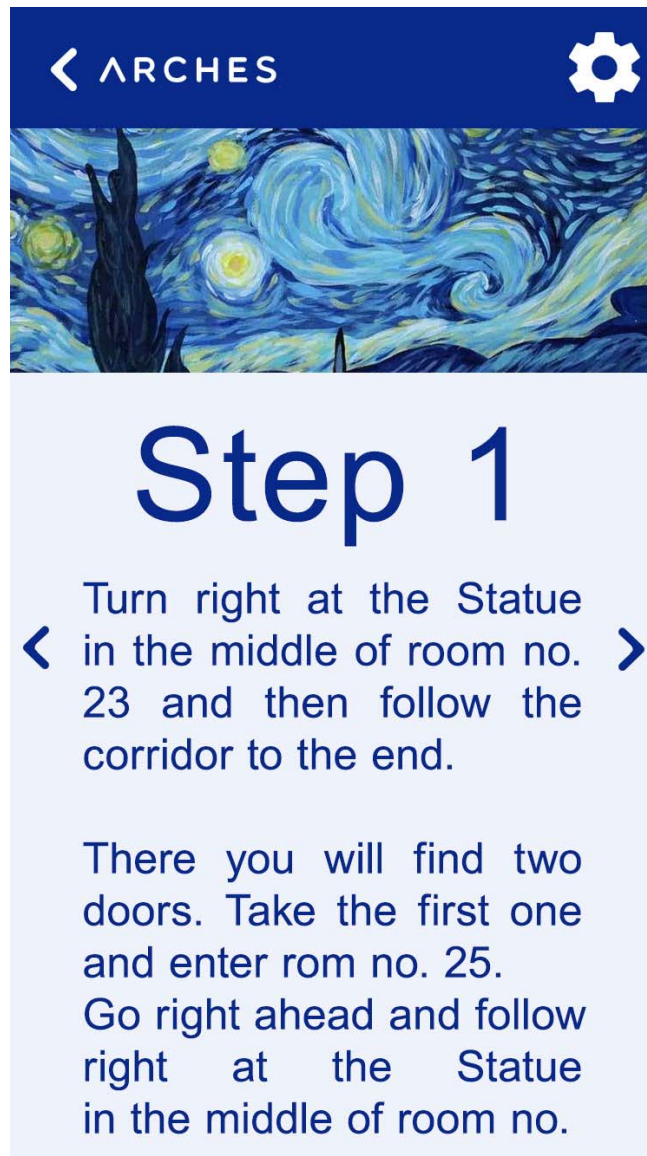 ARCHES
Step 1
Turn right at the Statue
in the middle of room no.
23 and then follow the
corridor to the end.
There you will find two
doors. Take the first one
and enter rom no. 25.
Go right ahead and follow
right at the Statue
in the middle of room no.